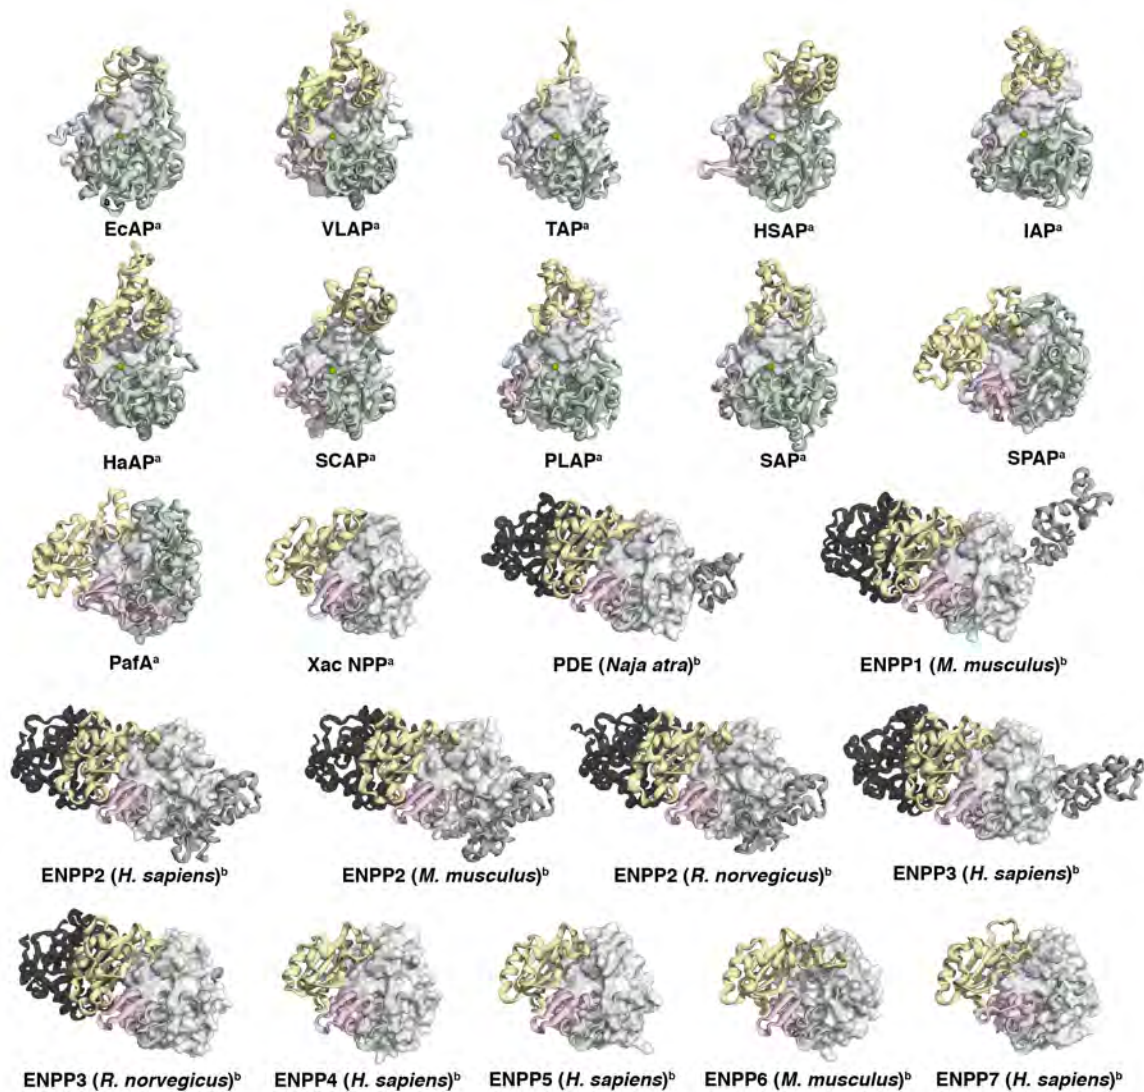 EcAPᵃ VLAPᵃ TAPᵃ HSAPᵃ IAPᵃ
HaAPᵃ SCAPᵃ PLAPᵃ SAPᵃ SPAPᵃ
PafAᵃ Xac NPPᵃ PDE (Naja atra)ᵇ ENPP1 (M. musculus)ᵇ
ENPP2 (H. sapiens)ᵇ ENPP2 (M. musculus)ᵇ ENPP2 (R. norvegicus)ᵇ ENPP3 (H. sapiens)ᵇ
ENPP3 (R. norvegicus)ᵇ ENPP4 (H. sapiens)ᵇ ENPP5 (H. sapiens)ᵇ ENPP6 (M. musculus)ᵇ ENPP7 (H. sapiens)ᵇ